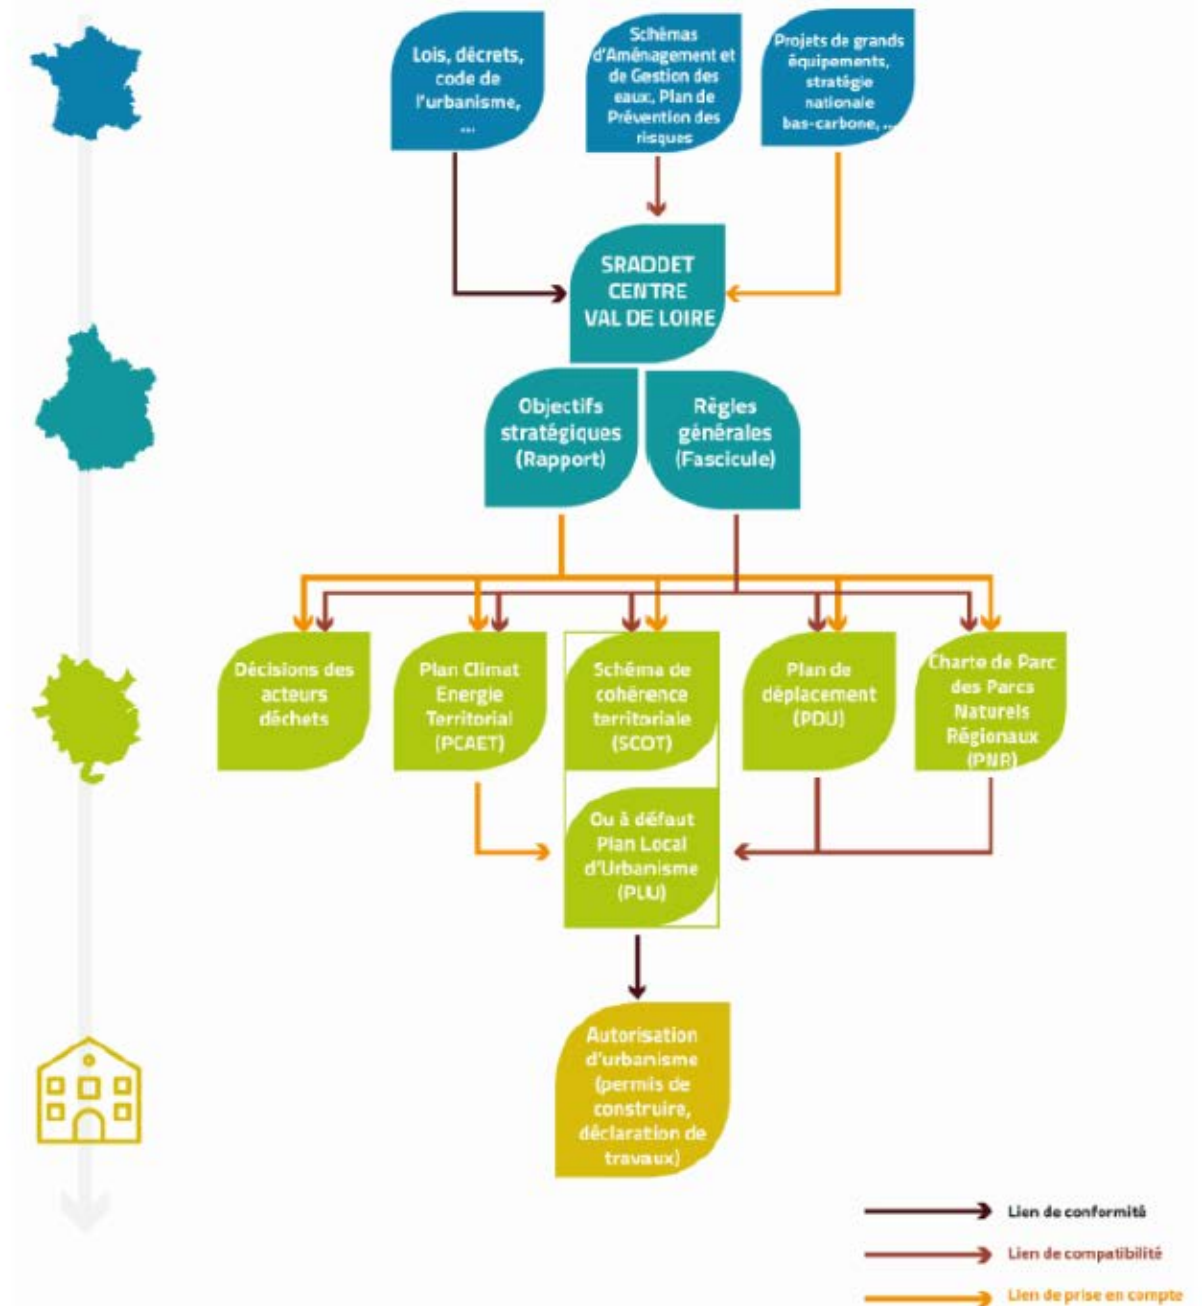 Lois, décrets,
code de
l'urbanisme,
...
Schémas
d'Aménagement et
de Gestion des
eaux, Plan de
Prévention des
risques
Projets de grands
équipements,
stratégie
nationale
bas-carbone, ...
SRADDET
CENTRE
VAL DE LOIRE
Objectifs
stratégiques
(Rapport)
Règles
générales
(Fascicule)
Décisions des
acteurs
déchets
Plan Climat
Energie
Territorial
(PCAET)
Schéma de
cohérence
territoriale
(SCOT)
Plan de
déplacement
(PDU)
Charte de Parc
des Parcs
Naturels
Régionaux
(PNR)
Ou à défaut
Plan Local
d'Urbanisme
(PLU)
Autorisation
d'urbanisme
(permis de
construire,
déclaration de
travaux)
Lien de conformité
Lien de compatibilité
Lien de prise en compte